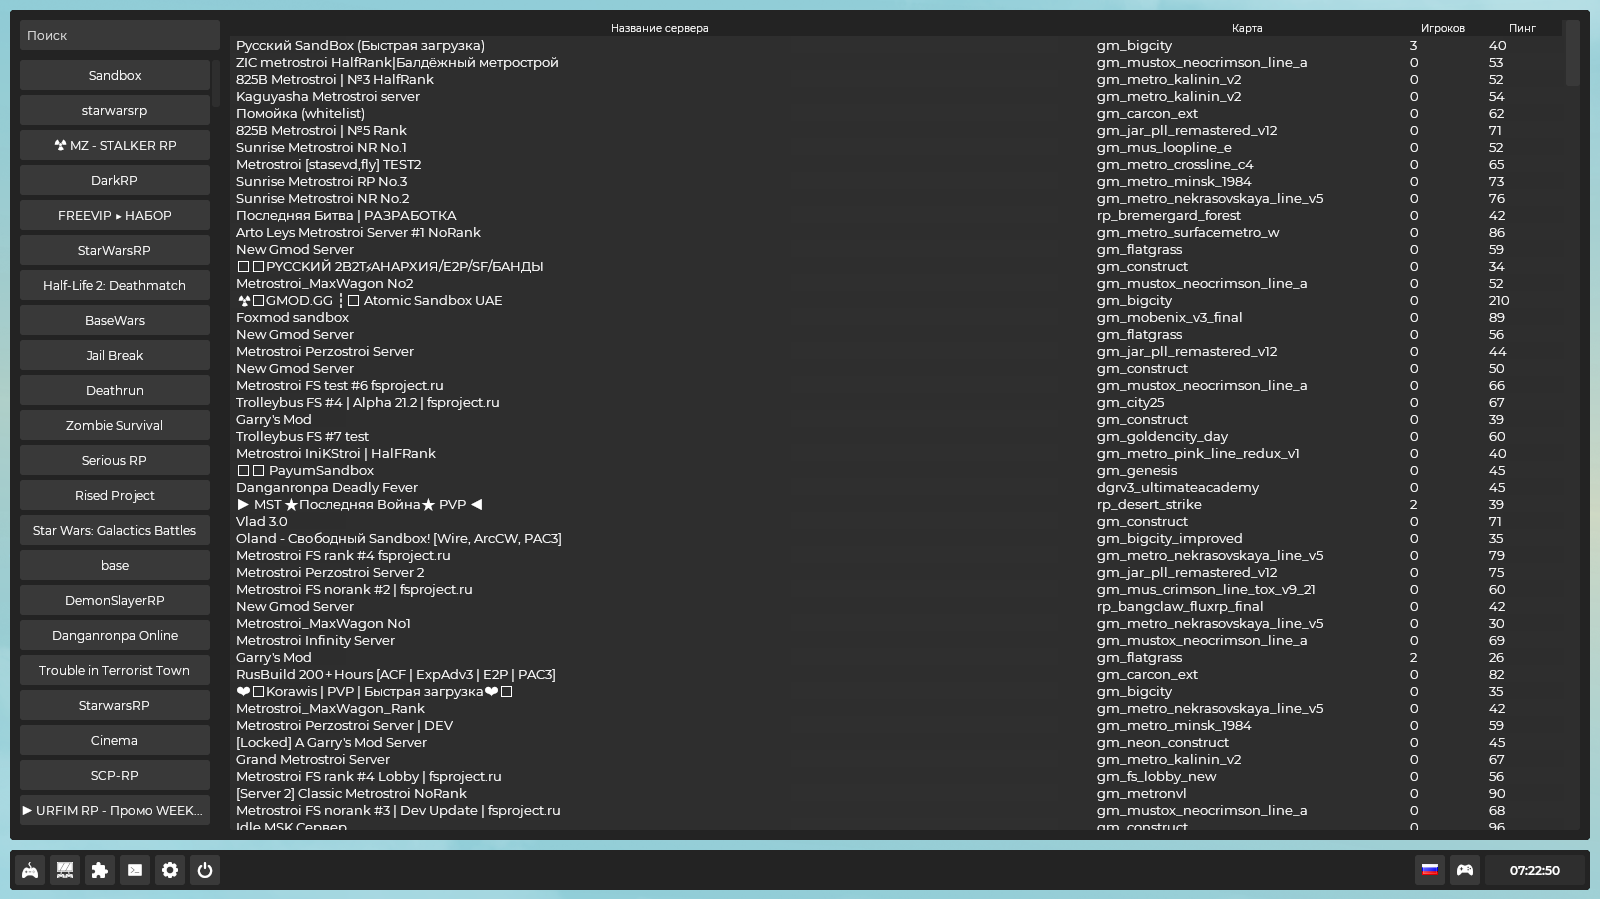 Поиск
Sandbox
starwarsrp
☢ MZ - STALKER RP
DarkRP
FREEVIP ▸ НАБОР
StarWarsRP
Half-Life 2: Deathmatch
BaseWars
Jail Break
Deathrun
Zombie Survival
Serious RP
Rised Project
Star Wars: Galactics Battles
base
DemonSlayerRP
Danganronpa Online
Trouble in Terrorist Town
StarwarsRP
Cinema
SCP-RP
► URFIM RP - Промо WEEK...
Название сервера Карта Игроков Пинг
Русский SandBox (Быстрая загрузка) gm_bigcity 3 40
ZIC metrostroi HalfRank|Балдёжный метрострой gm_mustox_neocrimson_line_a 0 53
825B Metrostroi | №3 HalfRank gm_metro_kalinin_v2 0 52
Kaguyasha Metrostroi server gm_metro_kalinin_v2 0 54
Помойка (whitelist) gm_carcon_ext 0 62
825B Metrostroi | №5 Rank gm_jar_pll_remastered_v12 0 71
Sunrise Metrostroi NR No.1 gm_mus_loopline_e 0 52
Metrostroi [stasevd,fly] TEST2 gm_metro_crossline_c4 0 65
Sunrise Metrostroi RP No.3 gm_metro_minsk_1984 0 73
Sunrise Metrostroi NR No.2 gm_metro_nekrasovskaya_line_v5 0 76
Последняя Битва | РАЗРАБОТКА rp_bremergard_forest 0 42
Arto Leys Metrostroi Server #1 NoRank gm_metro_surfacemetro_w 0 86
New Gmod Server gm_flatgrass 0 59
□□РУССКИЙ 2B2T⚡АНАРХИЯ/E2P/SF/БАНДЫ gm_construct 0 34
Metrostroi_MaxWagon No2 gm_mustox_neocrimson_line_a 0 52
☢□GMOD.GG ┆□ Atomic Sandbox UAE gm_bigcity 0 210
Foxmod sandbox gm_mobenix_v3_final 0 89
New Gmod Server gm_flatgrass 0 56
Metrostroi Perzostroi Server gm_jar_pll_remastered_v12 0 44
New Gmod Server gm_construct 0 50
Metrostroi FS test #6 fsproject.ru gm_mustox_neocrimson_line_a 0 66
Trolleybus FS #4 | Alpha 21.2 | fsproject.ru gm_city25 0 67
Garry's Mod gm_construct 0 39
Trolleybus FS #7 test gm_goldencity_day 0 60
Metrostroi IniKStroi | HalFRank gm_metro_pink_line_redux_v1 0 40
□□ PayumSandbox gm_genesis 0 45
Danganronpa Deadly Fever dgrv3_ultimateacademy 0 45
► MST ★Последняя Война★ PVP ◄ rp_desert_strike 2 39
Vlad 3.0 gm_construct 0 71
Oland - Свободный Sandbox! [Wire, ArcCW, PAC3] gm_bigcity_improved 0 35
Metrostroi FS rank #4 fsproject.ru gm_metro_nekrasovskaya_line_v5 0 79
Metrostroi Perzostroi Server 2 gm_jar_pll_remastered_v12 0 75
Metrostroi FS norank #2 | fsproject.ru gm_mus_crimson_line_tox_v9_21 0 60
New Gmod Server rp_bangclaw_fluxrp_final 0 42
Metrostroi_MaxWagon No1 gm_metro_nekrasovskaya_line_v5 0 30
Metrostroi Infinity Server gm_mustox_neocrimson_line_a 0 69
Garry's Mod gm_flatgrass 2 26
RusBuild 200+Hours [ACF | ExpAdv3 | E2P | PAC3] gm_carcon_ext 0 82
❤□Korawis | PVP | Быстрая загрузка❤□ gm_bigcity 0 35
Metrostroi_MaxWagon_Rank gm_metro_nekrasovskaya_line_v5 0 42
Metrostroi Perzostroi Server | DEV gm_metro_minsk_1984 0 59
[Locked] A Garry's Mod Server gm_neon_construct 0 45
Grand Metrostroi Server gm_metro_kalinin_v2 0 67
Metrostroi FS rank #4 Lobby | fsproject.ru gm_fs_lobby_new 0 56
[Server 2] Classic Metrostroi NoRank gm_metronvl 0 90
Metrostroi FS norank #3 | Dev Update | fsproject.ru gm_mustox_neocrimson_line_a 0 68
Idle MSK Сервер gm_construct 0 96
07:22:50